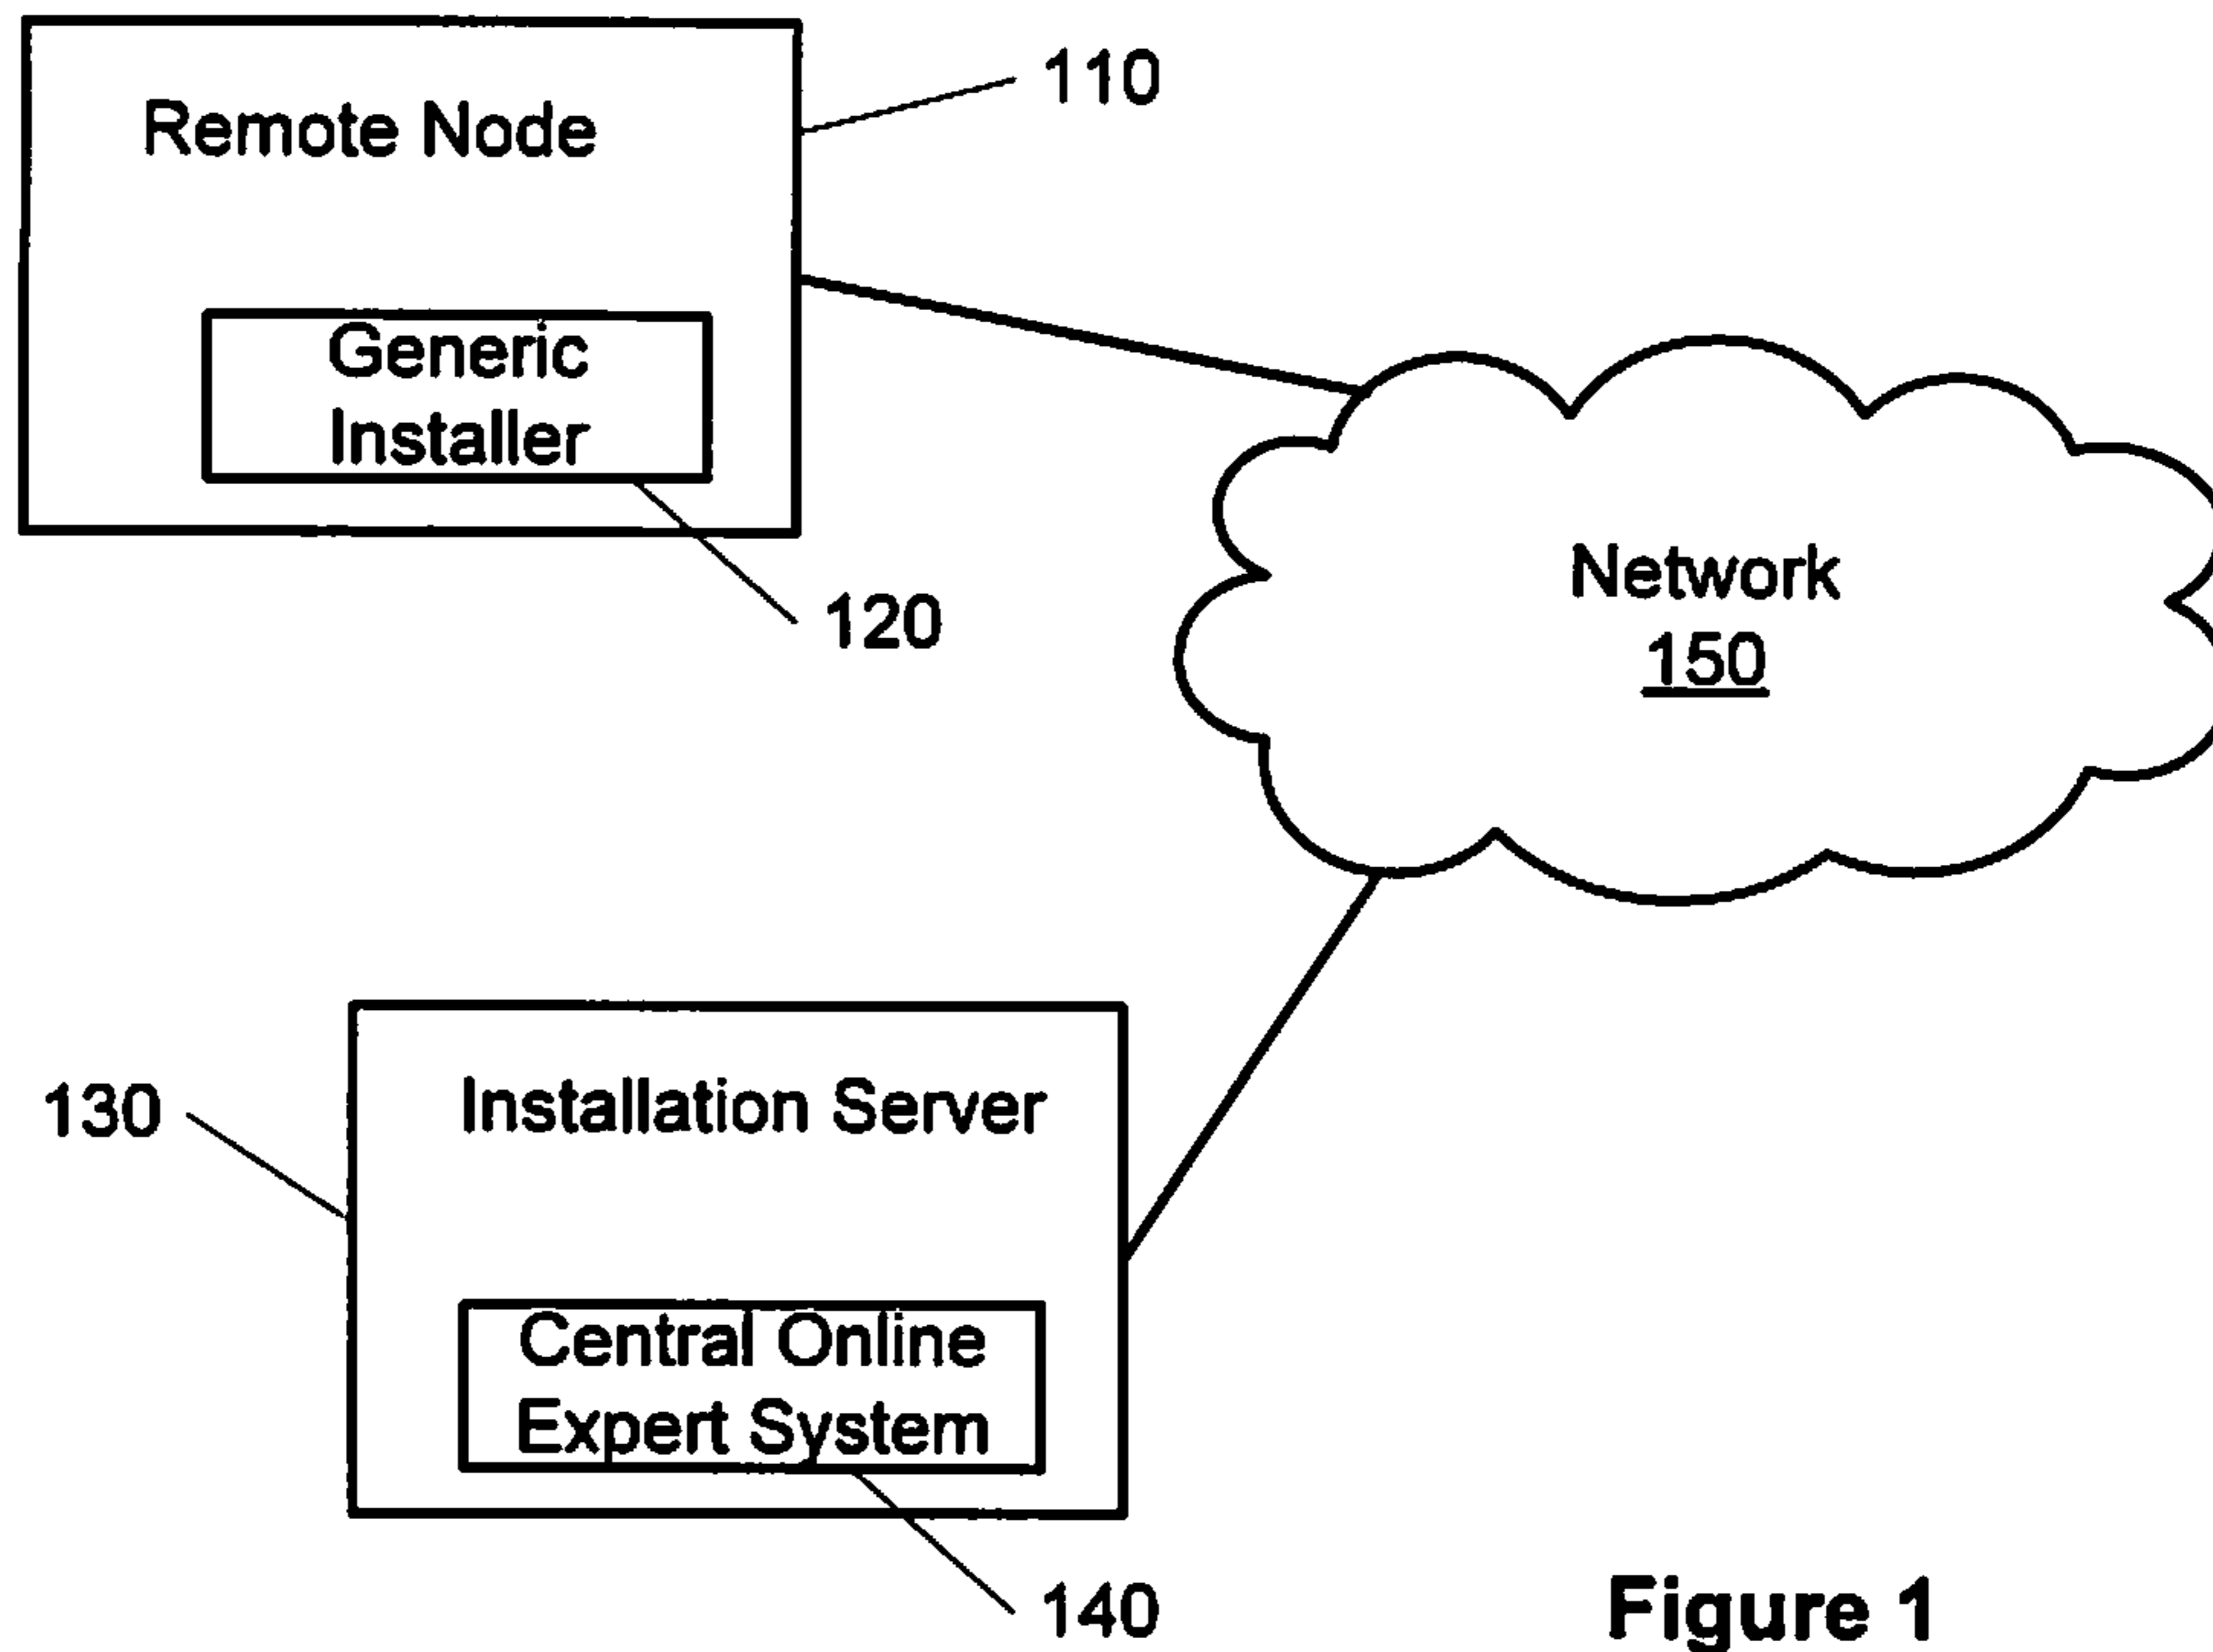 110
Remote Node
Generic
Installer
120
Network
150
130
Installation Server
Central Online
Expert System
140
Figure 1